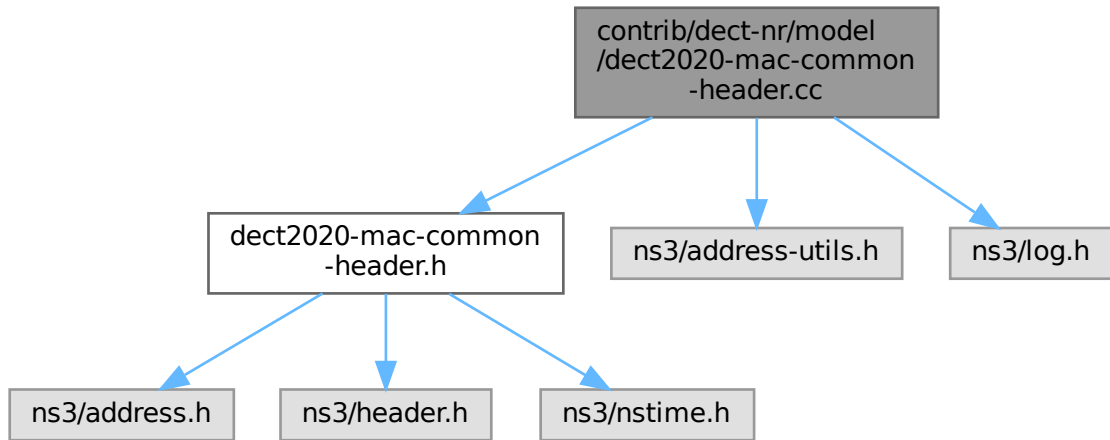 contrib/dect-nr/model
/dect2020-mac-common
-header.cc
dect2020-mac-common
-header.h
ns3/address-utils.h
ns3/log.h
ns3/address.h
ns3/header.h
ns3/nstime.h